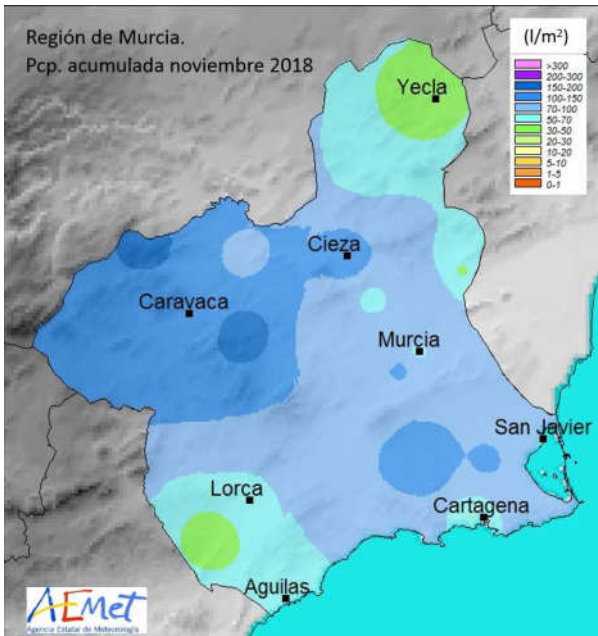 Región de Murcia.
Pcp. acumulada noviembre 2018
(l/m²)
>300
200-300
150-200
100-150
70-100
50-70
30-50
20-30
10-20
5-10
1-5
0-1
Yecla
Cieza
Caravaca
Murcia
San Javier
Lorca
Cartagena
Aguilas
AEMet
Agencia Estatal de Meteorología